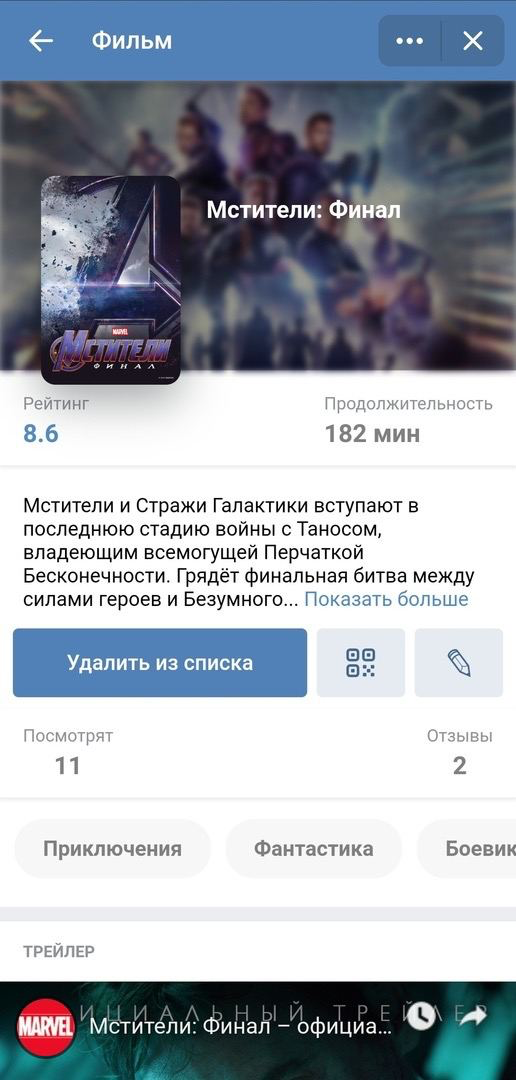 Фильм
Мстители: Финал
MARVEL
МСТИТЕЛИ
ФИНАЛ
Рейтинг
Продолжительность
8.6
182 мин
Мстители и Стражи Галактики вступают в
последнюю стадию войны с Таносом,
владеющим всемогущей Перчаткой
Бесконечности. Грядёт финальная битва между
силами героев и Безумного... Показать больше
Удалить из списка
Посмотрят
Отзывы
11
2
Приключения
Фантастика
Боевик
ТРЕЙЛЕР
ИЦИАЛЬНЫЙ ТРЕЙЛЕР
MARVEL
Мстители: Финал – официа...